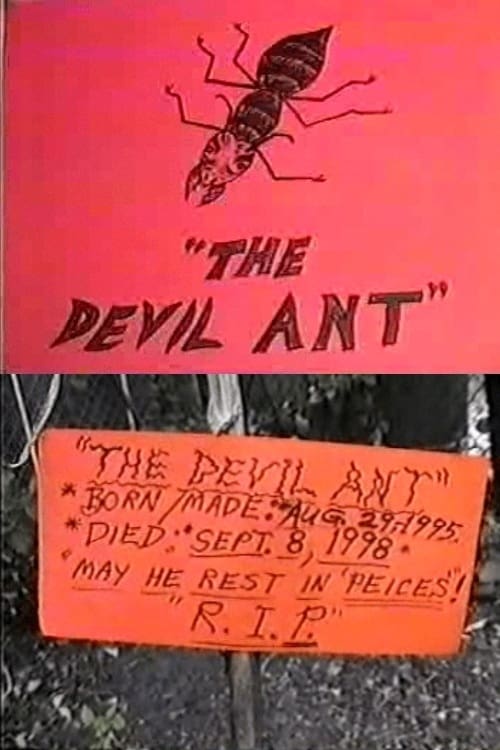 "THE
DEVIL ANT"
"THE DEVIL ANT"
* BORN/MADE: "AUG. 29, 1995.
* DIED: "SEPT. 8, 1998"
"MAY HE REST IN 'PEICES'!
"R. I. P."